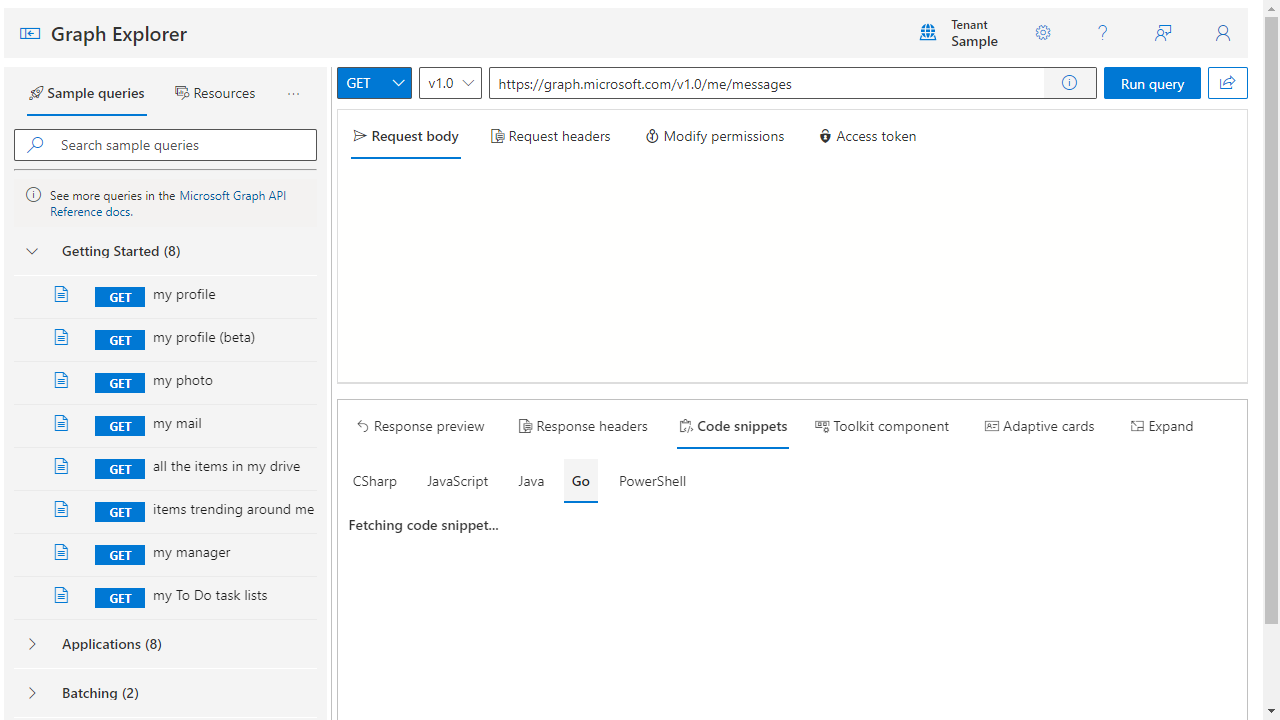 Graph Explorer
Tenant
Sample
Sample queries
Resources
Search sample queries
See more queries in the Microsoft Graph API
Reference docs.
Getting Started (8)
GET my profile
GET my profile (beta)
GET my photo
GET my mail
GET all the items in my drive
GET items trending around me
GET my manager
GET my To Do task lists
Applications (8)
Batching (2)
GET
v1.0
https://graph.microsoft.com/v1.0/me/messages
Run query
Request body
Request headers
Modify permissions
Access token
Response preview
Response headers
Code snippets
Toolkit component
Adaptive cards
Expand
CSharp
JavaScript
Java
Go
PowerShell
Fetching code snippet...